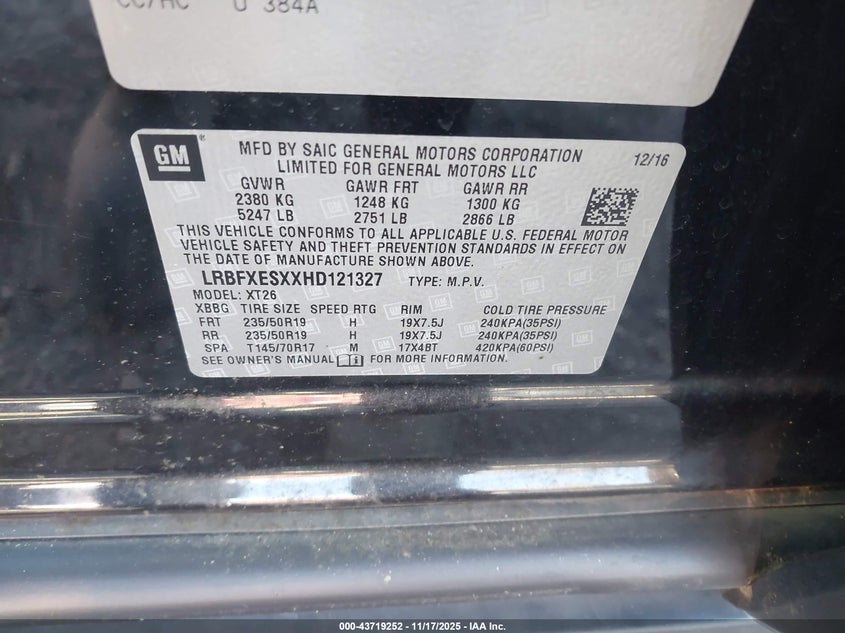 CC/HC U 384A
GM ®
MFD BY SAIC GENERAL MOTORS CORPORATION 12/16
LIMITED FOR GENERAL MOTORS LLC
GVWR GAWR FRT GAWR RR
2380 KG 1248 KG 1300 KG
5247 LB 2751 LB 2866 LB
THIS VEHICLE CONFORMS TO ALL APPLICABLE U.S. FEDERAL MOTOR
VEHICLE SAFETY AND THEFT PREVENTION STANDARDS IN EFFECT ON
THE DATE OF MANUFACTURE SHOWN ABOVE.
LRBFXESXXHD121327 TYPE: M.P.V.
MODEL: XT26
XBBG TIRE SIZE SPEED RTG RIM COLD TIRE PRESSURE
FRT 235/50R19 H 19X7.5J 240KPA(35PSI)
RR 235/50R19 H 19X7.5J 240KPA(35PSI)
SPA T145/70R17 M 17X4BT 420KPA(60PSI)
SEE OWNER'S MANUAL FOR MORE INFORMATION.
000-43719252 - 11/17/2025 - IAA Inc.